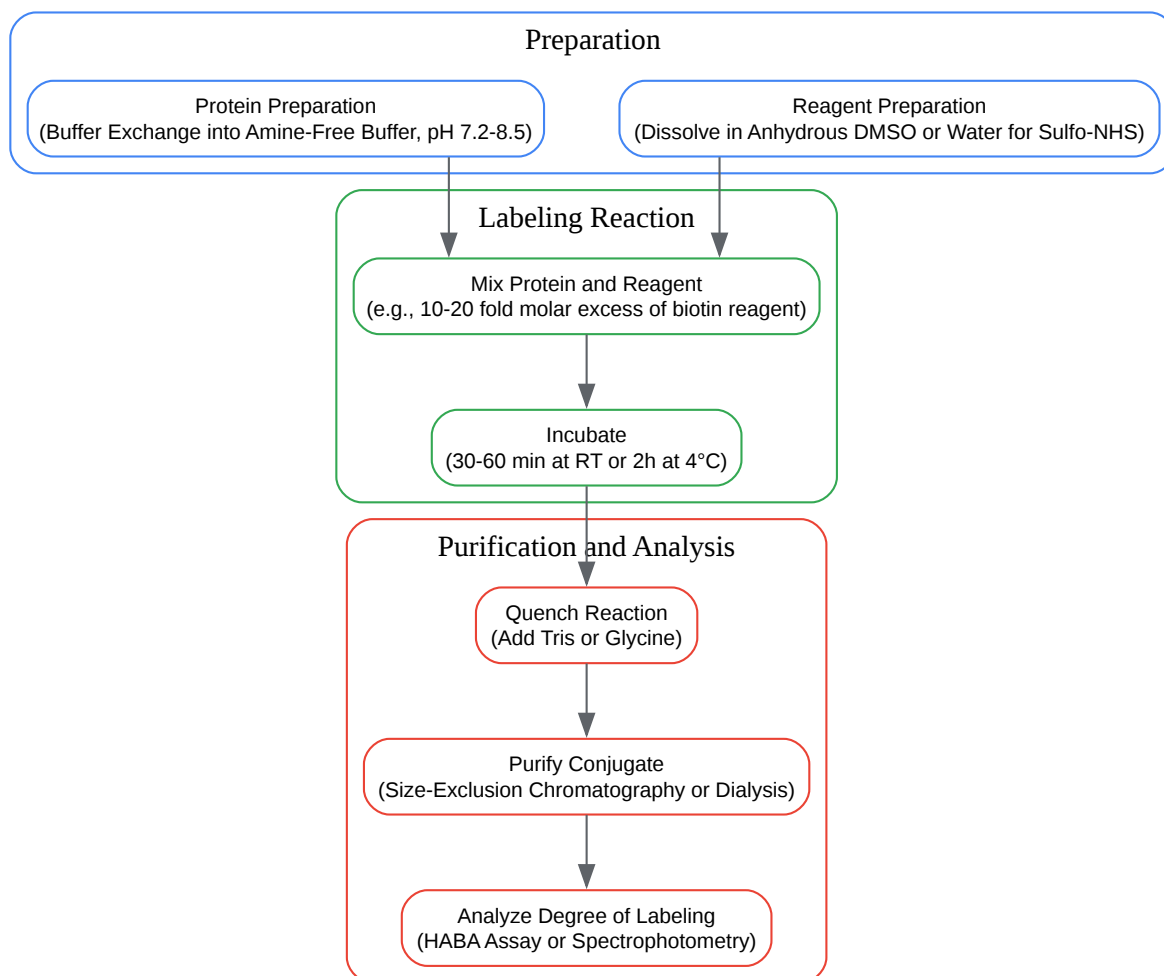 Preparation
Protein Preparation
(Buffer Exchange into Amine-Free Buffer, pH 7.2-8.5)
Reagent Preparation
(Dissolve in Anhydrous DMSO or Water for Sulfo-NHS)
Labeling Reaction
Mix Protein and Reagent
(e.g., 10-20 fold molar excess of biotin reagent)
Incubate
(30-60 min at RT or 2h at 4°C)
Purification and Analysis
Quench Reaction
(Add Tris or Glycine)
Purify Conjugate
(Size-Exclusion Chromatography or Dialysis)
Analyze Degree of Labeling
(HABA Assay or Spectrophotometry)